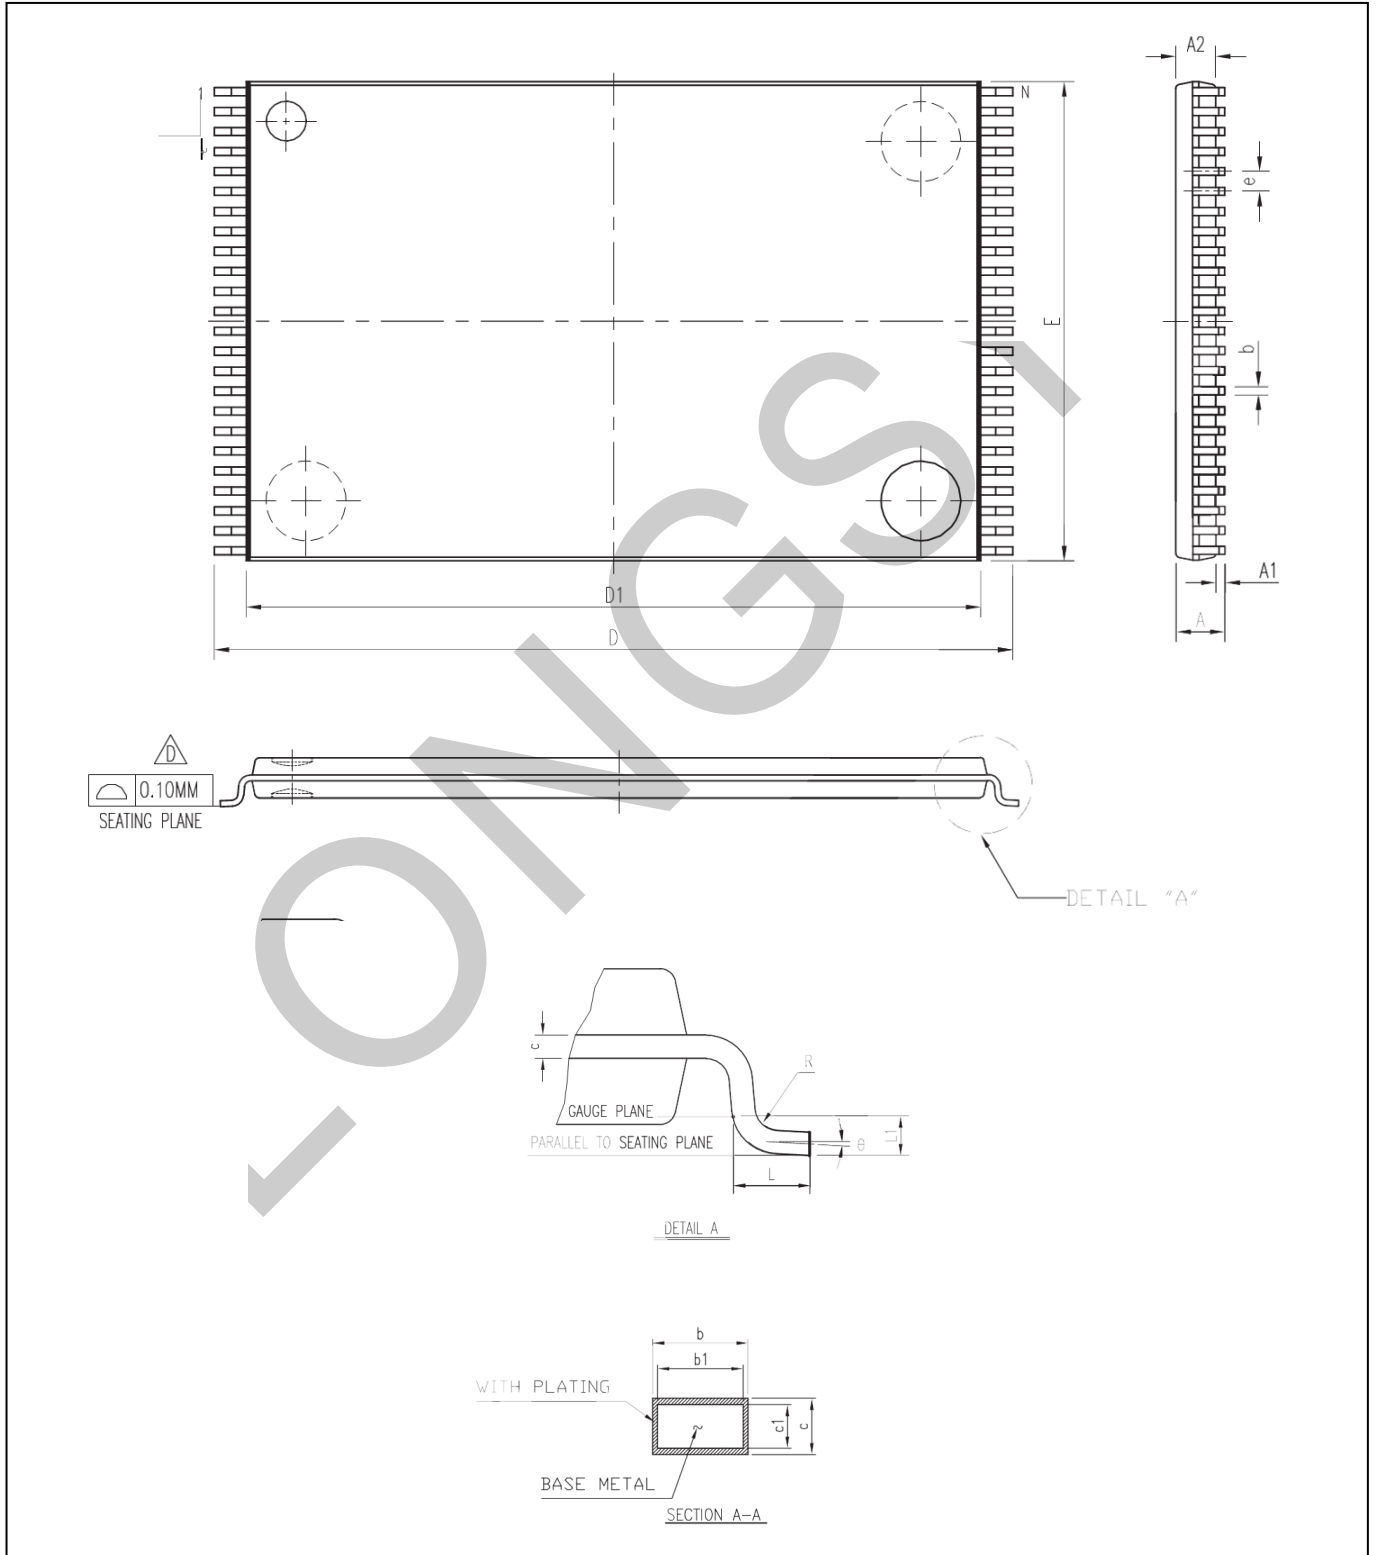 A2
1
N
e
E
b
A1
D1
A
D
D
0.10MM
SEATING PLANE
DETAIL "A"
c
R
GAUGE PLANE
L1
PARALLEL TO SEATING PLANE
θ
L
DETAIL A
b
b1
WITH PLATING
c1
c
BASE METAL
SECTION A-A
LONGS